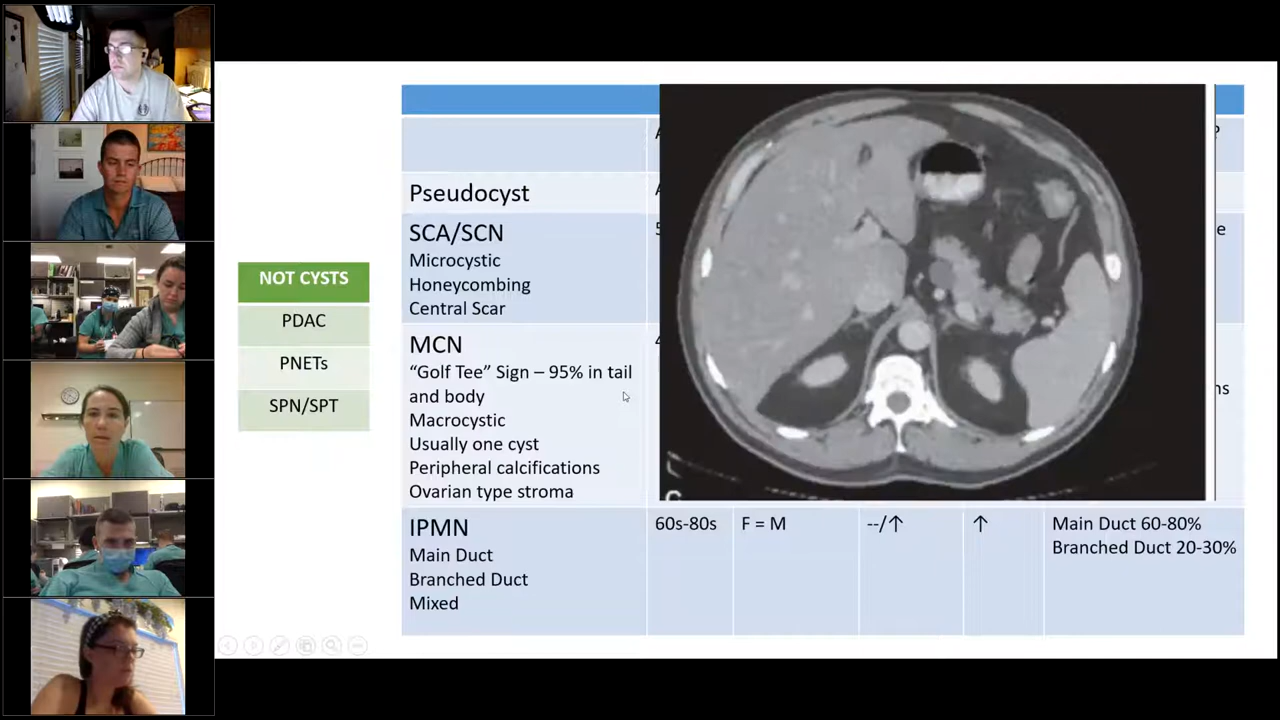 NOT CYSTS
PDAC
PNETs
SPN/SPT
Pseudocyst
SCA/SCN
Microcystic
Honeycombing
Central Scar
MCN
“Golf Tee” Sign – 95% in tail
and body
Macrocystic
Usually one cyst
Peripheral calcifications
Ovarian type stroma
IPMN
Main Duct
Branched Duct
Mixed
60s-80s
F = M
--/↑
↑
Main Duct 60-80%
Branched Duct 20-30%